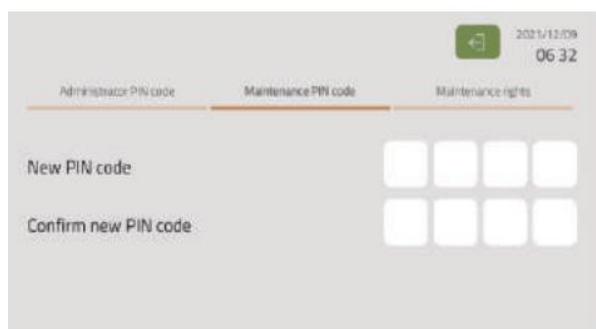 2021/12/09
06 32
Administrator PIN code Maintenance PIN code Maintenance rights
New PIN code
Confirm new PIN code